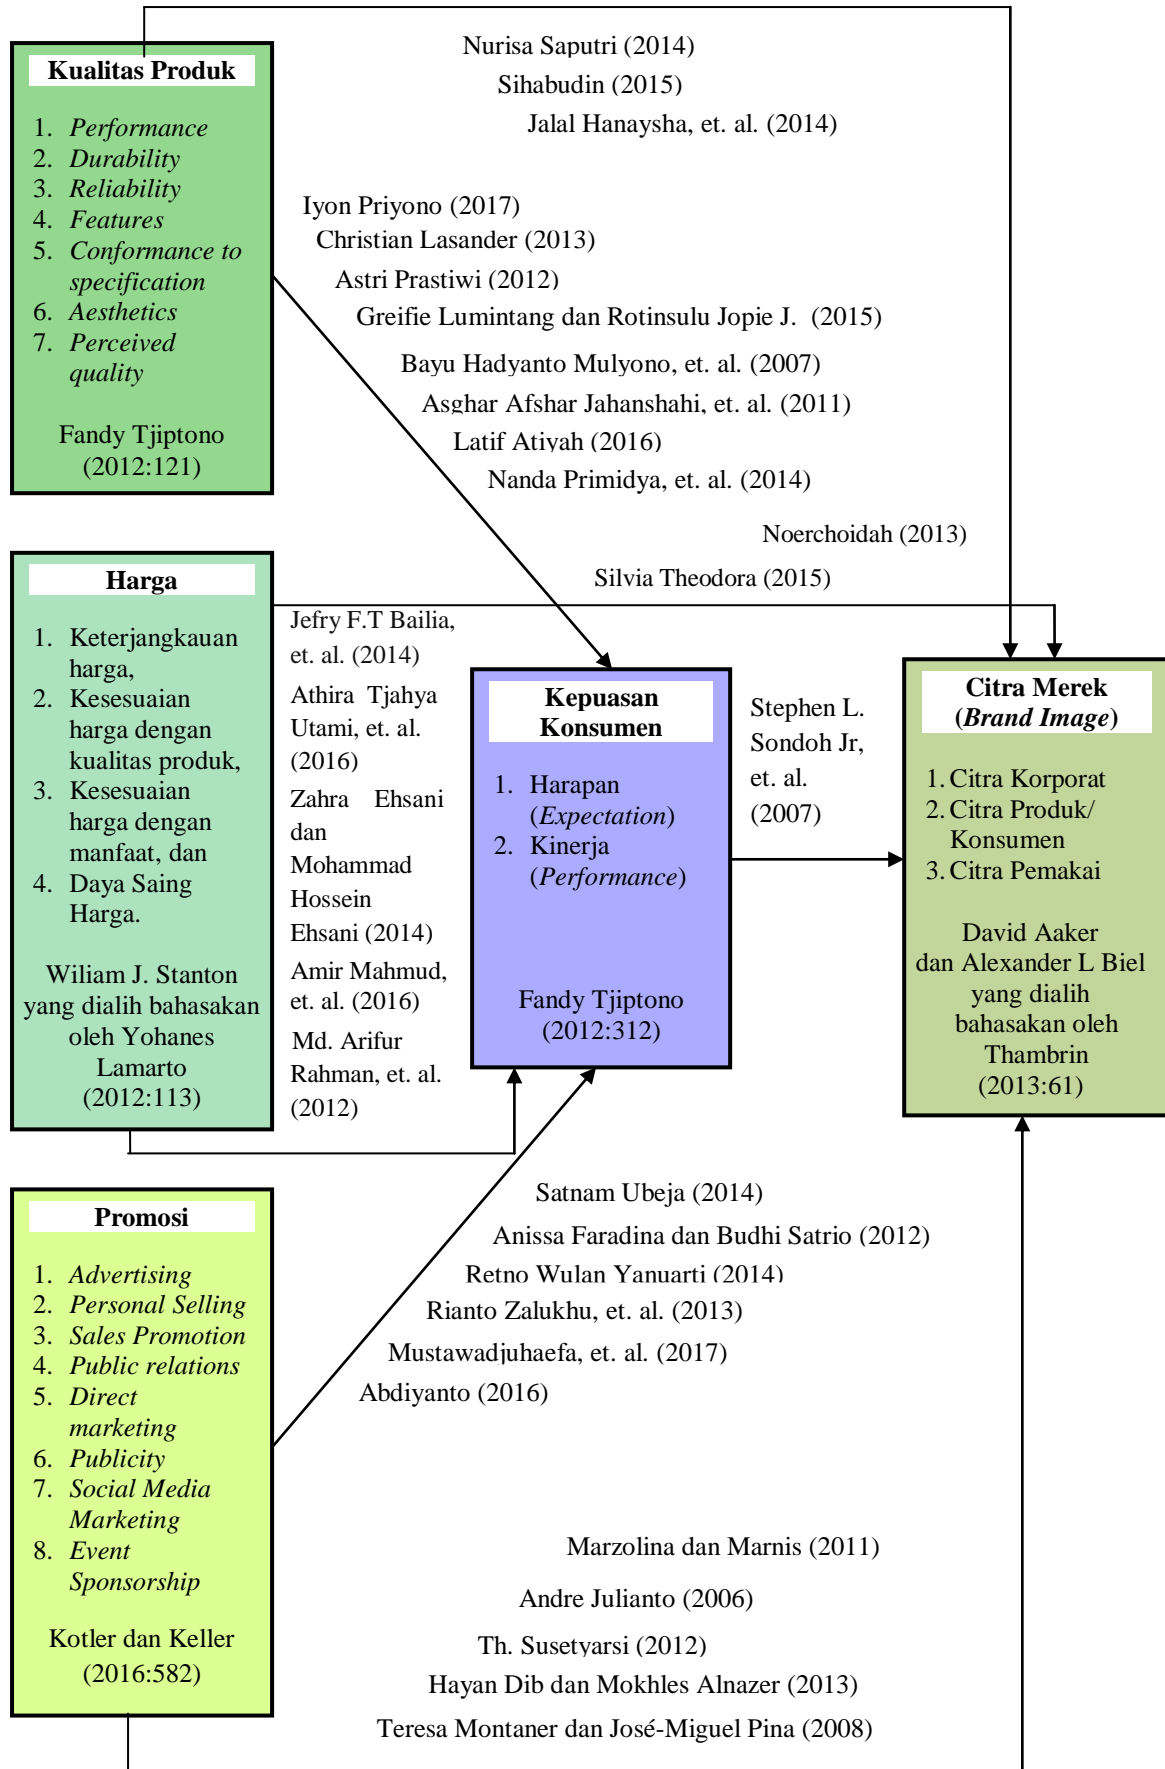 Nurisa Saputri (2014)
Sihabudin (2015)
Jalal Hanaysha, et. al. (2014)
Kualitas Produk
1. Performance
2. Durability
3. Reliability
4. Features
5. Conformance to
specification
6. Aesthetics
7. Perceived
quality
Fandy Tjiptono
(2012:121)
Iyon Priyono (2017)
Christian Lasander (2013)
Astri Prastiwi (2012)
Greifie Lumintang dan Rotinsulu Jopie J. (2015)
Bayu Hadyanto Mulyono, et. al. (2007)
Asghar Afshar Jahanshahi, et. al. (2011)
Latif Atiyah (2016)
Nanda Primidya, et. al. (2014)
Noerchoidah (2013)
Silvia Theodora (2015)
Harga
1. Keterjangkauan
harga,
2. Kesesuaian
harga dengan
kualitas produk,
3. Kesesuaian
harga dengan
manfaat, dan
4. Daya Saing
Harga.
Wiliam J. Stanton
yang dialih bahasakan
oleh Yohanes
Lamarto
(2012:113)
Jefry F.T Bailia,
et. al. (2014)
Athira Tjahya
Utami, et. al.
(2016)
Zahra Ehsani
dan
Mohammad
Hossein
Ehsani (2014)
Amir Mahmud,
et. al. (2016)
Md. Arifur
Rahman, et. al.
(2012)
Kepuasan
Konsumen
1. Harapan
(Expectation)
2. Kinerja
(Performance)
Fandy Tjiptono
(2012:312)
Stephen L.
Sondoh Jr,
et. al.
(2007)
Citra Merek
(Brand Image)
1. Citra Korporat
2. Citra Produk/
Konsumen
3. Citra Pemakai
David Aaker
dan Alexander L Biel
yang dialih
bahasakan oleh
Thambrin
(2013:61)
Promosi
1. Advertising
2. Personal Selling
3. Sales Promotion
4. Public relations
5. Direct
marketing
6. Publicity
7. Social Media
Marketing
8. Event
Sponsorship
Kotler dan Keller
(2016:582)
Satnam Ubeja (2014)
Anissa Faradina dan Budhi Satrio (2012)
Retno Wulan Yanuarti (2014)
Rianto Zalukhu, et. al. (2013)
Mustawadjuhaefa, et. al. (2017)
Abdiyanto (2016)
Marzolina dan Marnis (2011)
Andre Julianto (2006)
Th. Susetyarsi (2012)
Hayan Dib dan Mokhles Alnazer (2013)
Teresa Montaner dan José-Miguel Pina (2008)